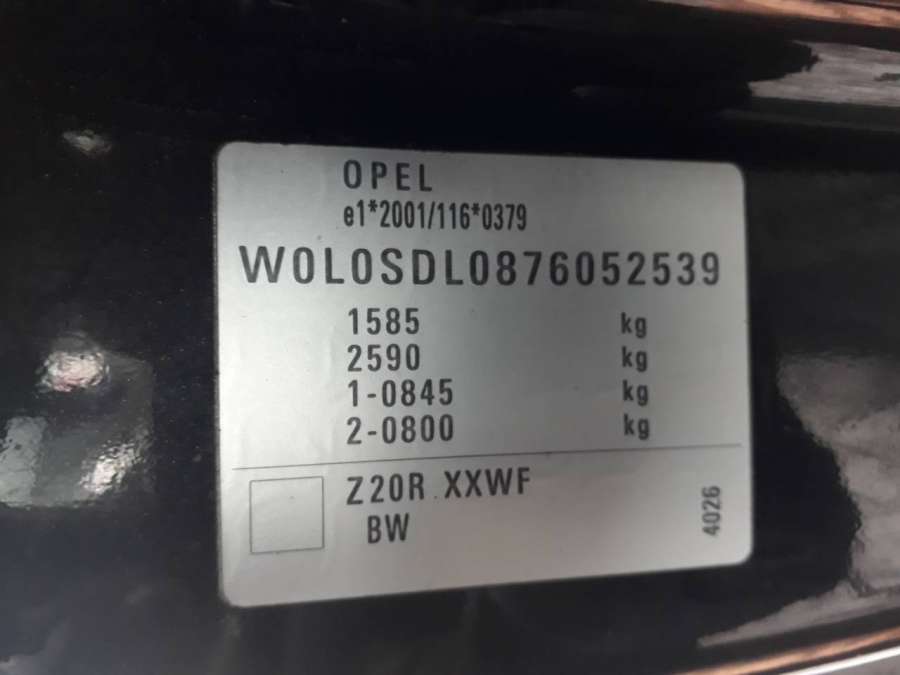 OPEL
e1*2001/116*0379
W0L0SDL0876052539
1585 kg
2590 kg
1-0845 kg
2-0800 kg
Z20R XXWF
BW
4026